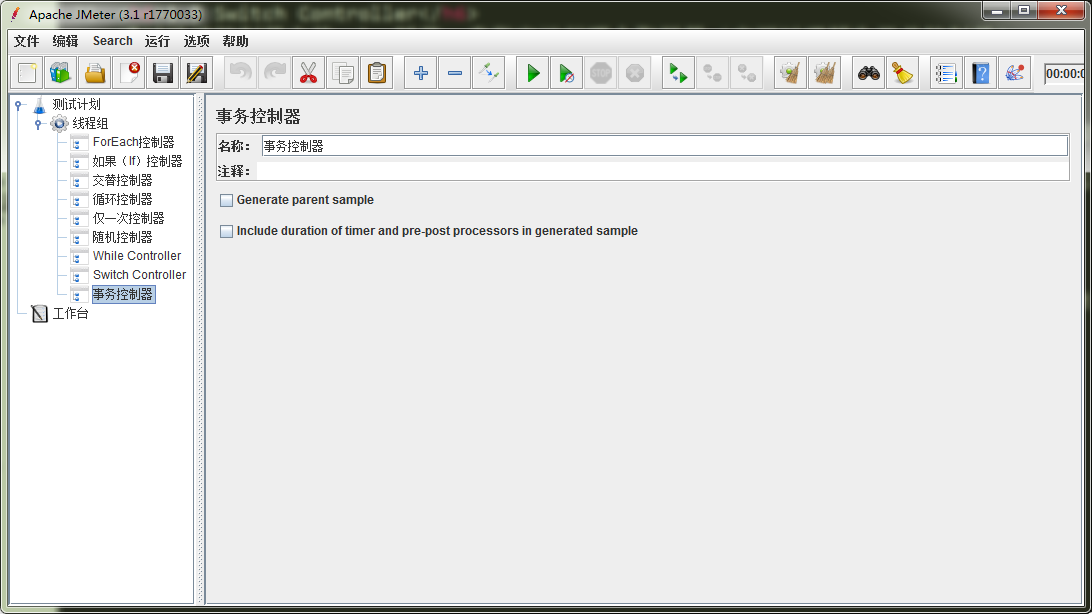 Switch Controller</h6>
Apache JMeter (3.1 r1770033)
文件 编辑 Search 运行 选项 帮助
STOP
00:00:0
测试计划
线程组
ForEach控制器
如果（If）控制器
交替控制器
循环控制器
仅一次控制器
随机控制器
While Controller
Switch Controller
事务控制器
工作台
事务控制器
名称： 事务控制器
注释：
Generate parent sample
Include duration of timer and pre-post processors in generated sample